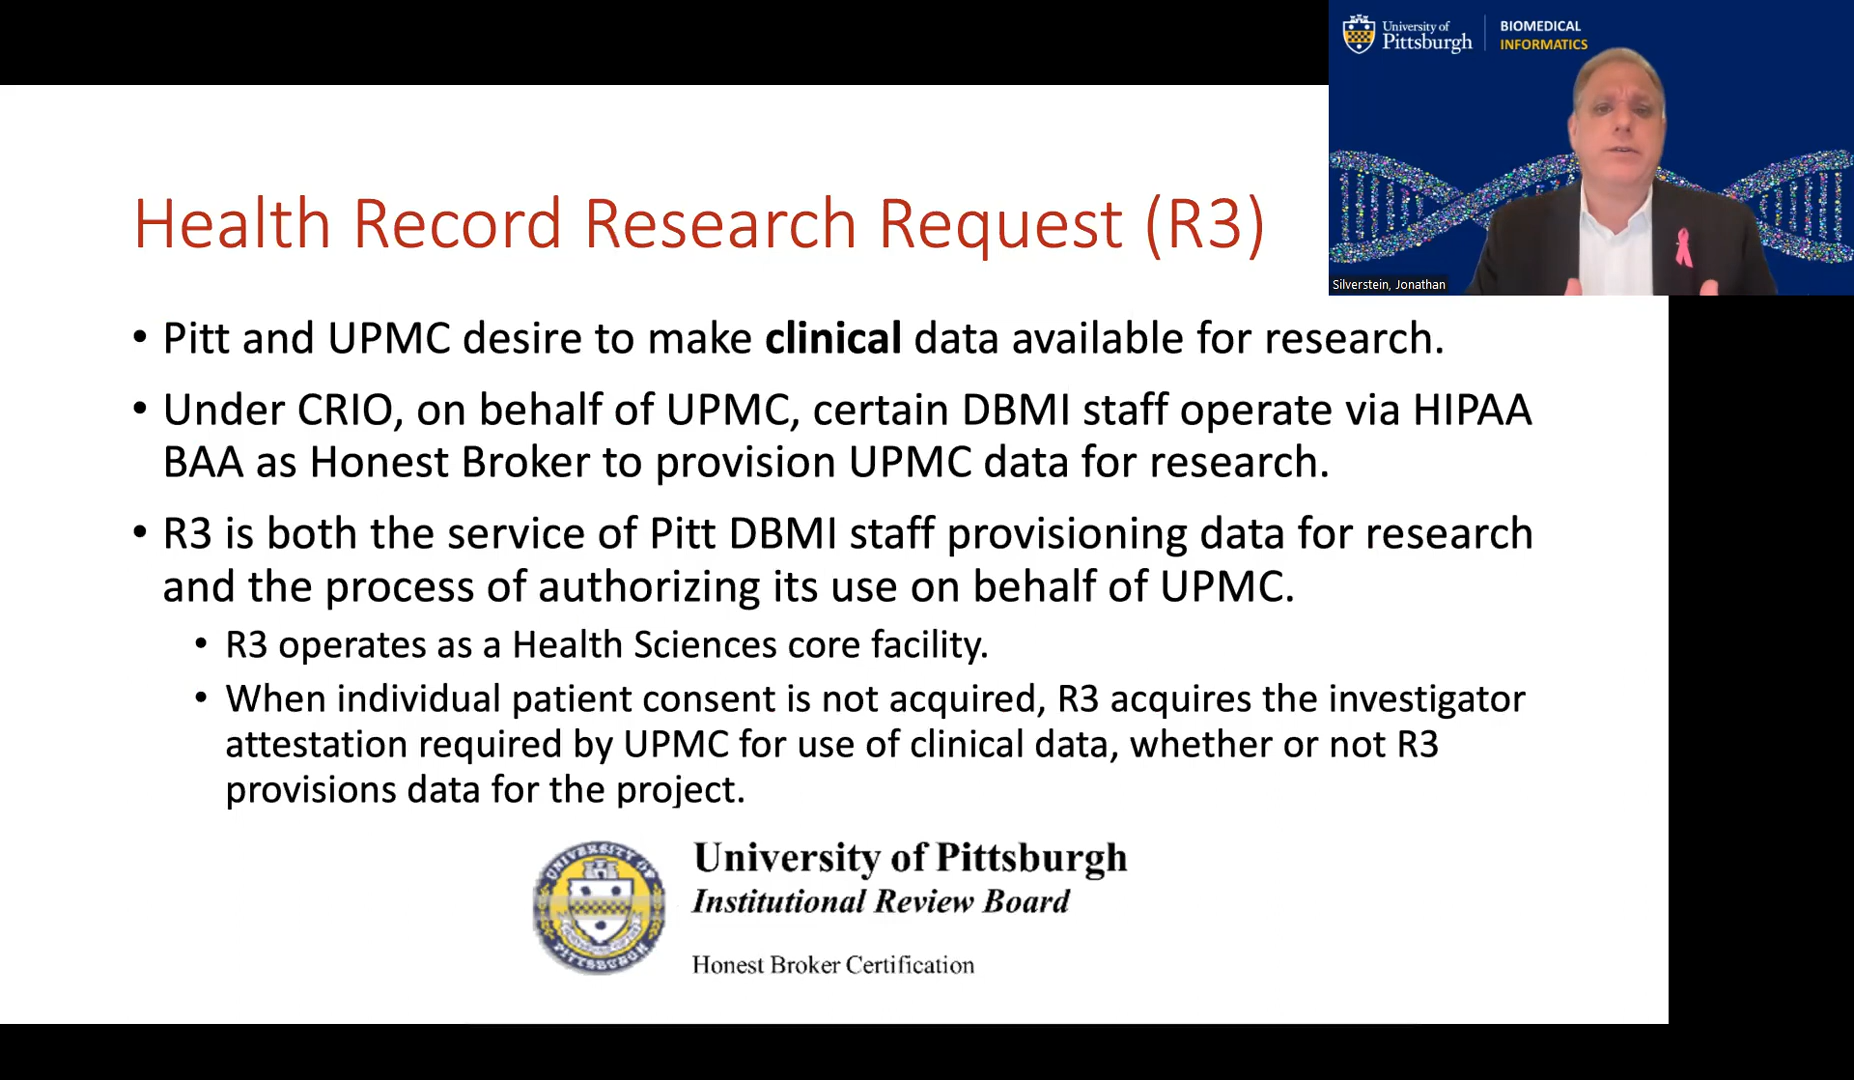 University of
Pittsburgh
BIOMEDICAL
INFORMATICS
Silverstein, Jonathan
Health Record Research Request (R3)
• Pitt and UPMC desire to make clinical data available for research.
• Under CRIO, on behalf of UPMC, certain DBMI staff operate via HIPAA
BAA as Honest Broker to provision UPMC data for research.
• R3 is both the service of Pitt DBMI staff provisioning data for research
and the process of authorizing its use on behalf of UPMC.
• R3 operates as a Health Sciences core facility.
• When individual patient consent is not acquired, R3 acquires the investigator
attestation required by UPMC for use of clinical data, whether or not R3
provisions data for the project.
UNIVERSITY OF
PITTSBURGH
University of Pittsburgh
Institutional Review Board
Honest Broker Certification